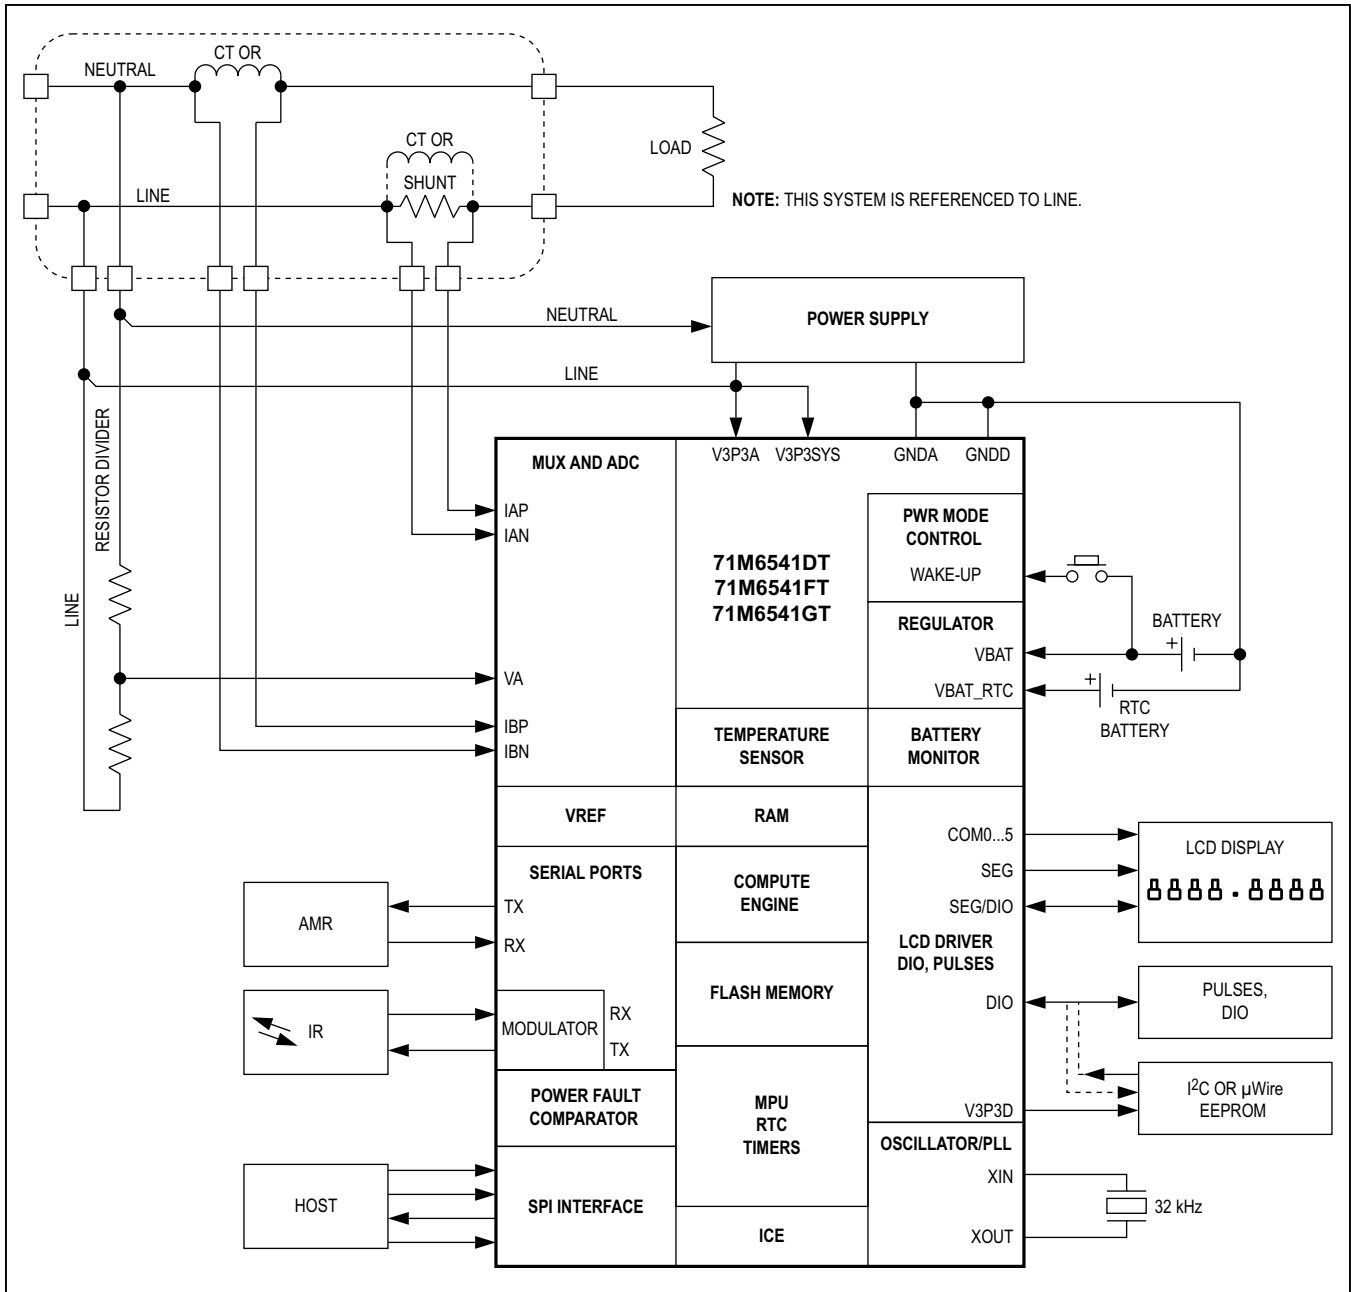 CT OR
NEUTRAL
CT OR
LOAD
SHUNT
LINE
NOTE: THIS SYSTEM IS REFERENCED TO LINE.
NEUTRAL
POWER SUPPLY
LINE
RESISTOR DIVIDER
LINE
MUX AND ADC
V3P3A V3P3SYS GNDA GNDD
IAP
IAN
PWR MODE
CONTROL
WAKE-UP
71M6541DT
71M6541FT
71M6541GT
REGULATOR
BATTERY
+
VBAT
VA
VBAT_RTC
+
RTC
BATTERY
IBP
IBN
TEMPERATURE
SENSOR
BATTERY
MONITOR
VREF
RAM
COM0...5
SEG
SEG/DIO
LCD DISPLAY
SERIAL PORTS
TX
RX
COMPUTE
ENGINE
AMR
LCD DRIVER
DIO, PULSES
FLASH MEMORY
DIO
PULSES,
DIO
IR
MODULATOR
RX
TX
I2C OR µWire
EEPROM
POWER FAULT
COMPARATOR
MPU
RTC
TIMERS
V3P3D
OSCILLATOR/PLL
XIN
32 kHz
XOUT
HOST
SPI INTERFACE
ICE